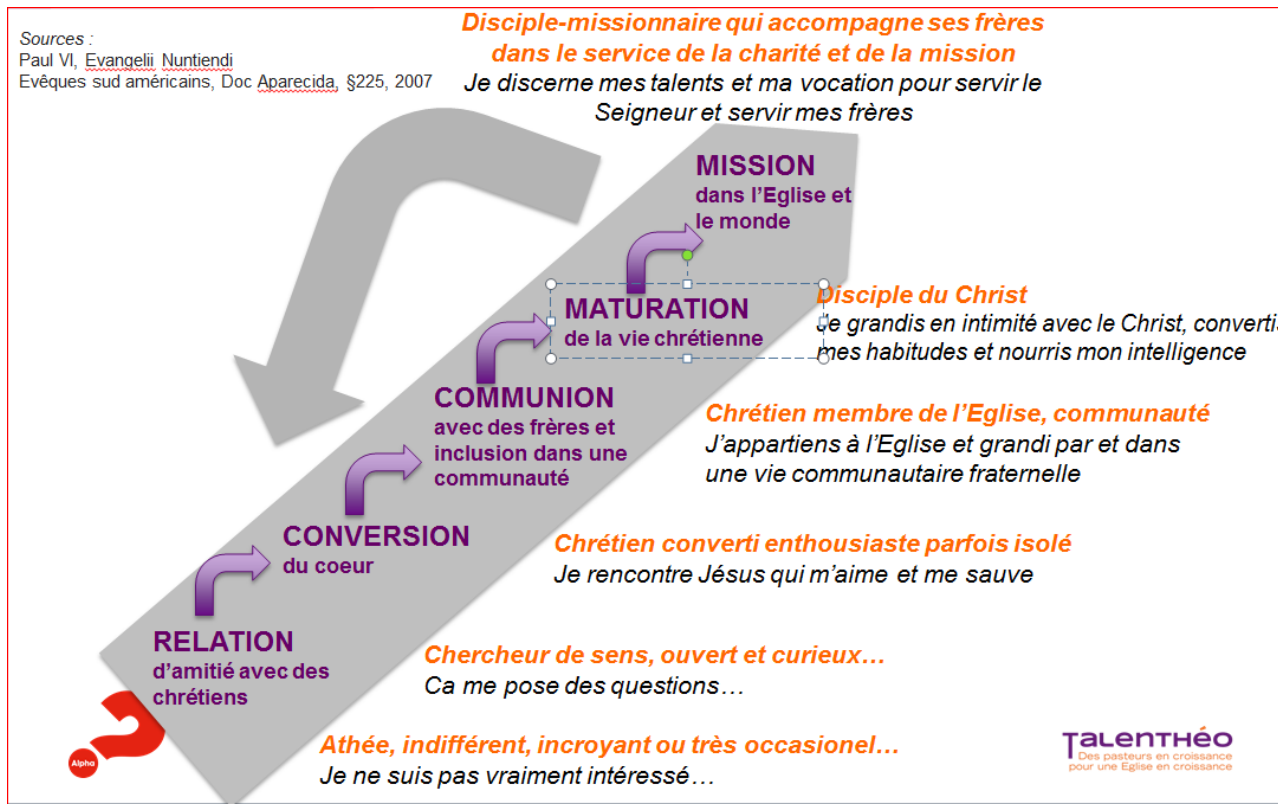 Sources :
Paul VI, Evangelii Nuntiendi
Evêques sud américains, Doc Aparecida, §225, 2007
Disciple-missionnaire qui accompagne ses frères
dans le service de la charité et de la mission
Je discerne mes talents et ma vocation pour servir le
Seigneur et servir mes frères
MISSION
dans l'Eglise et
le monde
MATURATION
de la vie chrétienne
Disciple du Christ
Je grandis en intimité avec le Christ, convertis
mes habitudes et nourris mon intelligence
COMMUNION
avec des frères et
inclusion dans une
communauté
Chrétien membre de l'Eglise, communauté
J'appartiens à l'Eglise et grandi par et dans
une vie communautaire fraternelle
CONVERSION
du coeur
Chrétien converti enthousiaste parfois isolé
Je rencontre Jésus qui m'aime et me sauve
RELATION
d'amitié avec des
chrétiens
Chercheur de sens, ouvert et curieux…
Ca me pose des questions…
Athée, indifférent, incroyant ou très occasionel…
Je ne suis pas vraiment intéressé…
Alpha
TALENTHÉO
Des pasteurs en croissance
pour une Eglise en croissance